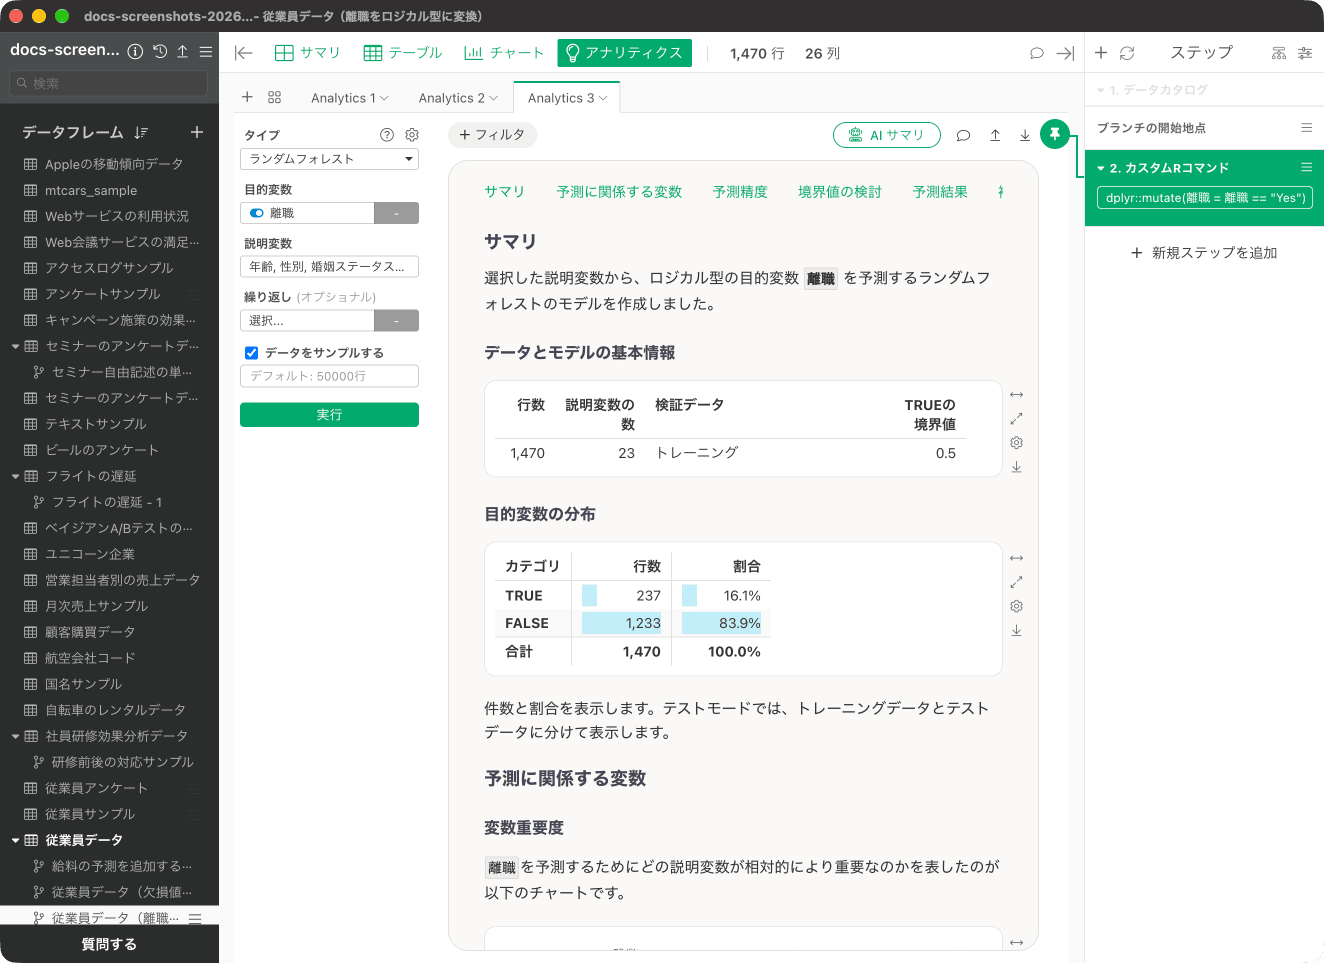 docs-screenshots-2026...- 従業員データ（離職をロジカル型に変換）
docs-screen...
検索
データフレーム
Appleの移動傾向データ
mtcars_sample
Webサービスの利用状況
Web会議サービスの満足…
アクセスログサンプル
アンケートサンプル
キャンペーン施策の効果…
セミナーのアンケートデ…
セミナー自由記述の単…
セミナーのアンケートデ…
テキストサンプル
ビールのアンケート
フライトの遅延
フライトの遅延 - 1
ベイジアンA/Bテストの…
ユニコーン企業
営業担当者別の売上データ
月次売上サンプル
顧客購買データ
航空会社コード
国名サンプル
自転車のレンタルデータ
社員研修効果分析データ
研修前後の対応サンプル
従業員アンケート
従業員サンプル
従業員データ
給料の予測を追加する…
従業員データ（欠損値…
従業員データ（離職…
質問する
サマリ
テーブル
チャート
アナリティクス
1,470 行
26 列
Analytics 1
Analytics 2
Analytics 3
タイプ
ランダムフォレスト
目的変数
離職
-
説明変数
年齢, 性別, 婚姻ステータス...
繰り返し (オプショナル)
選択...
-
データをサンプルする
デフォルト: 50000行
実行
フィルタ
AI サマリ
サマリ
予測に関係する変数
予測精度
境界値の検討
予測結果
サマリ
選択した説明変数から、ロジカル型の目的変数 離職 を予測するランダムフ
ォレストのモデルを作成しました。
データとモデルの基本情報
行数 説明変数の 検証データ TRUEの
数 境界値
1,470 23 トレーニング 0.5
目的変数の分布
カテゴリ 行数 割合
TRUE 237 16.1%
FALSE 1,233 83.9%
合計 1,470 100.0%
件数と割合を表示します。テストモードでは、トレーニングデータとテスト
データに分けて表示します。
予測に関係する変数
変数重要度
離職 を予測するためにどの説明変数が相対的により重要なのかを表したのが
以下のチャートです。
ステップ
1. データカタログ
ブランチの開始地点
2. カスタムRコマンド
dplyr::mutate(離職 = 離職 == "Yes")
新規ステップを追加